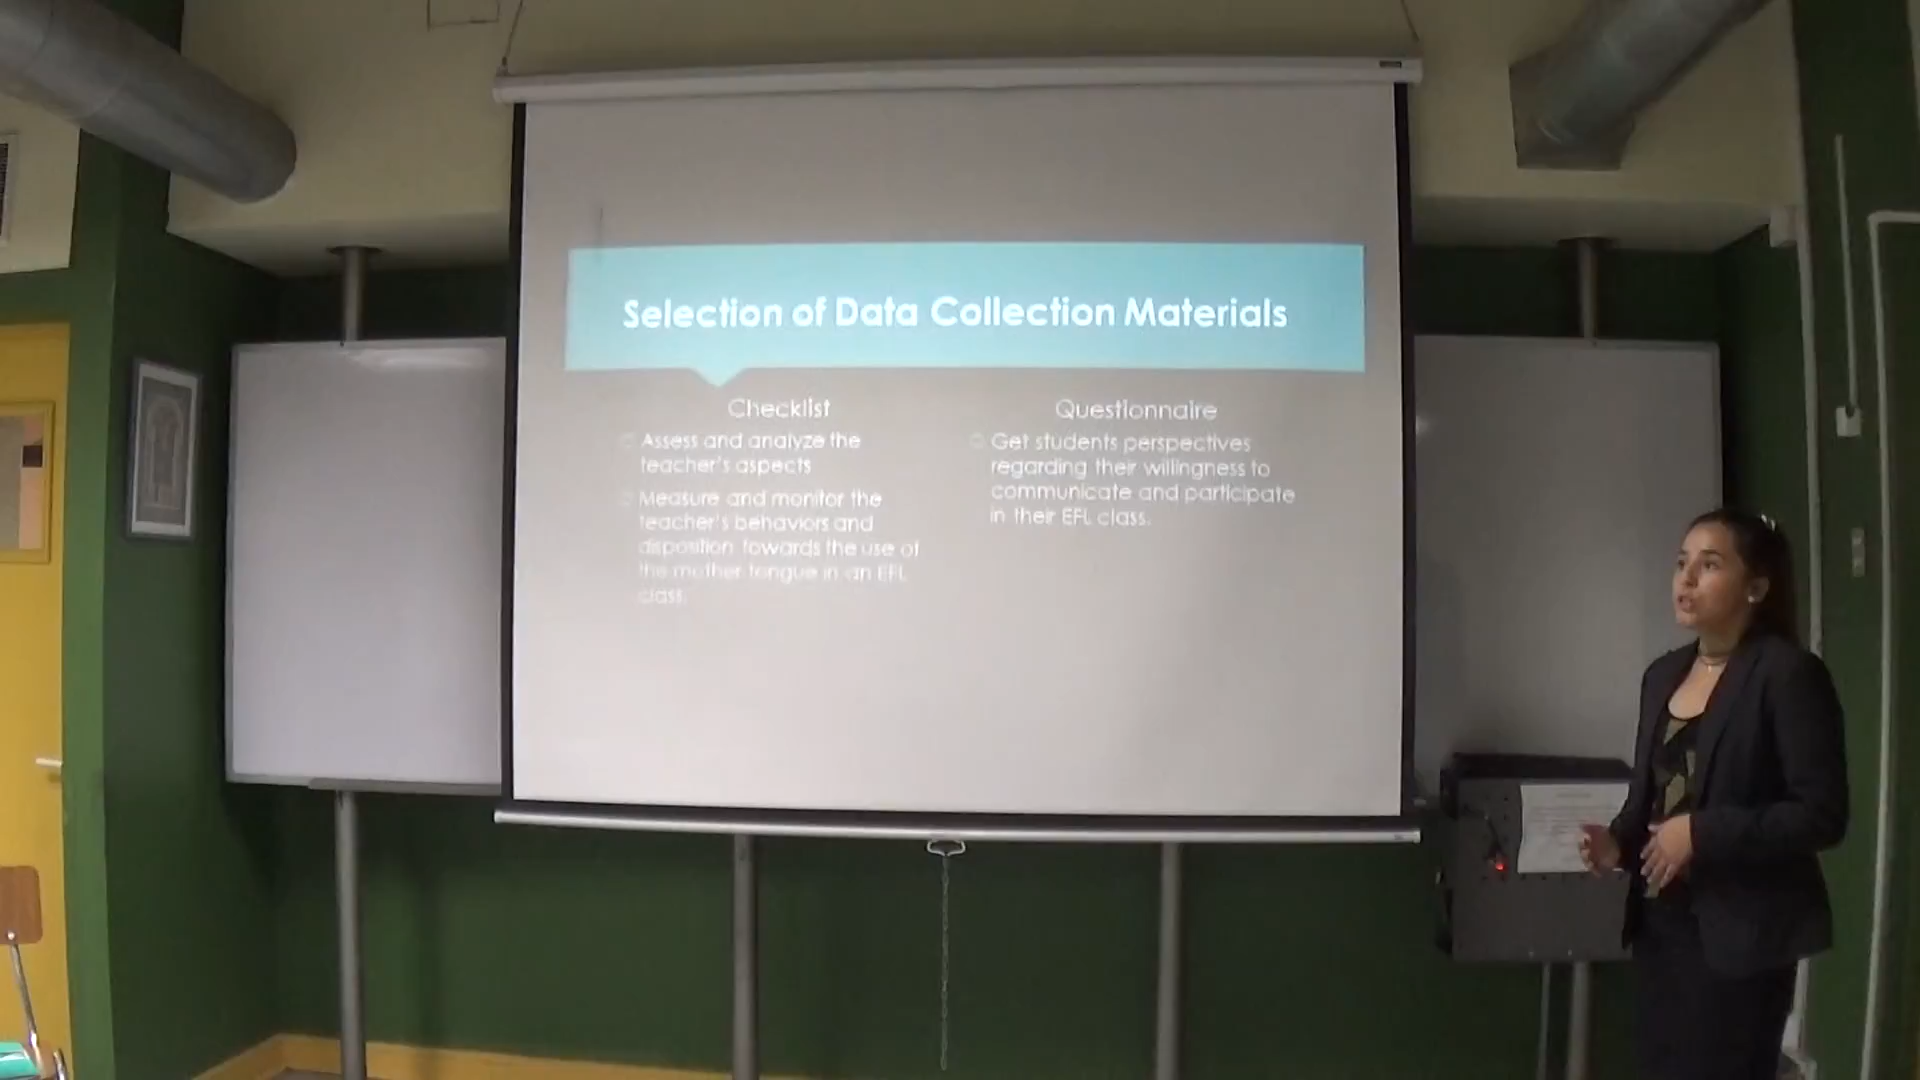 Selection of Data Collection Materials
Checklist
Assess and analyze the
teacher's aspects
Measure and monitor the
teacher's behaviors and
disposition towards the use of
the mother tongue in an EFL
class.
Questionnaire
Get students perspectives
regarding their willingness to
communicate and participate
in their EFL class.